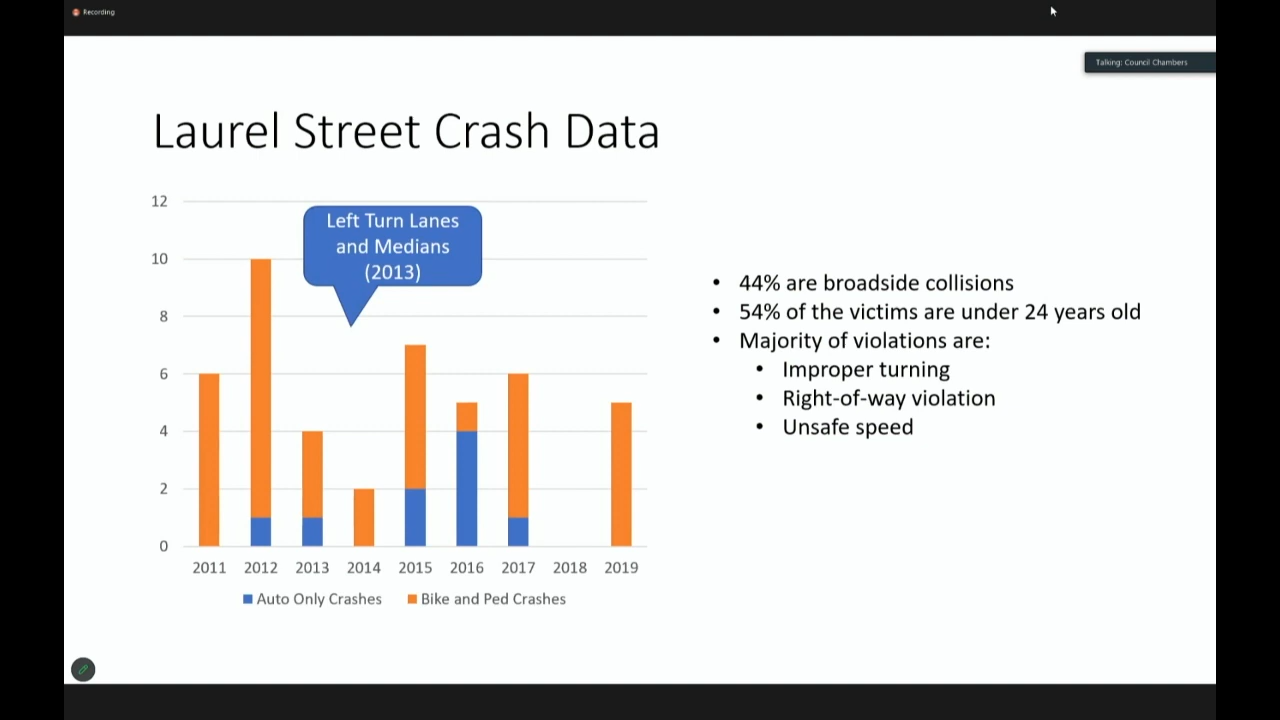 Recording
Talking: Council Chambers
Laurel Street Crash Data
12
10
8
6
4
2
0
Left Turn Lanes
and Medians
(2013)
2011 2012 2013 2014 2015 2016 2017 2018 2019
Auto Only Crashes Bike and Ped Crashes
• 44% are broadside collisions
• 54% of the victims are under 24 years old
• Majority of violations are:
• Improper turning
• Right-of-way violation
• Unsafe speed